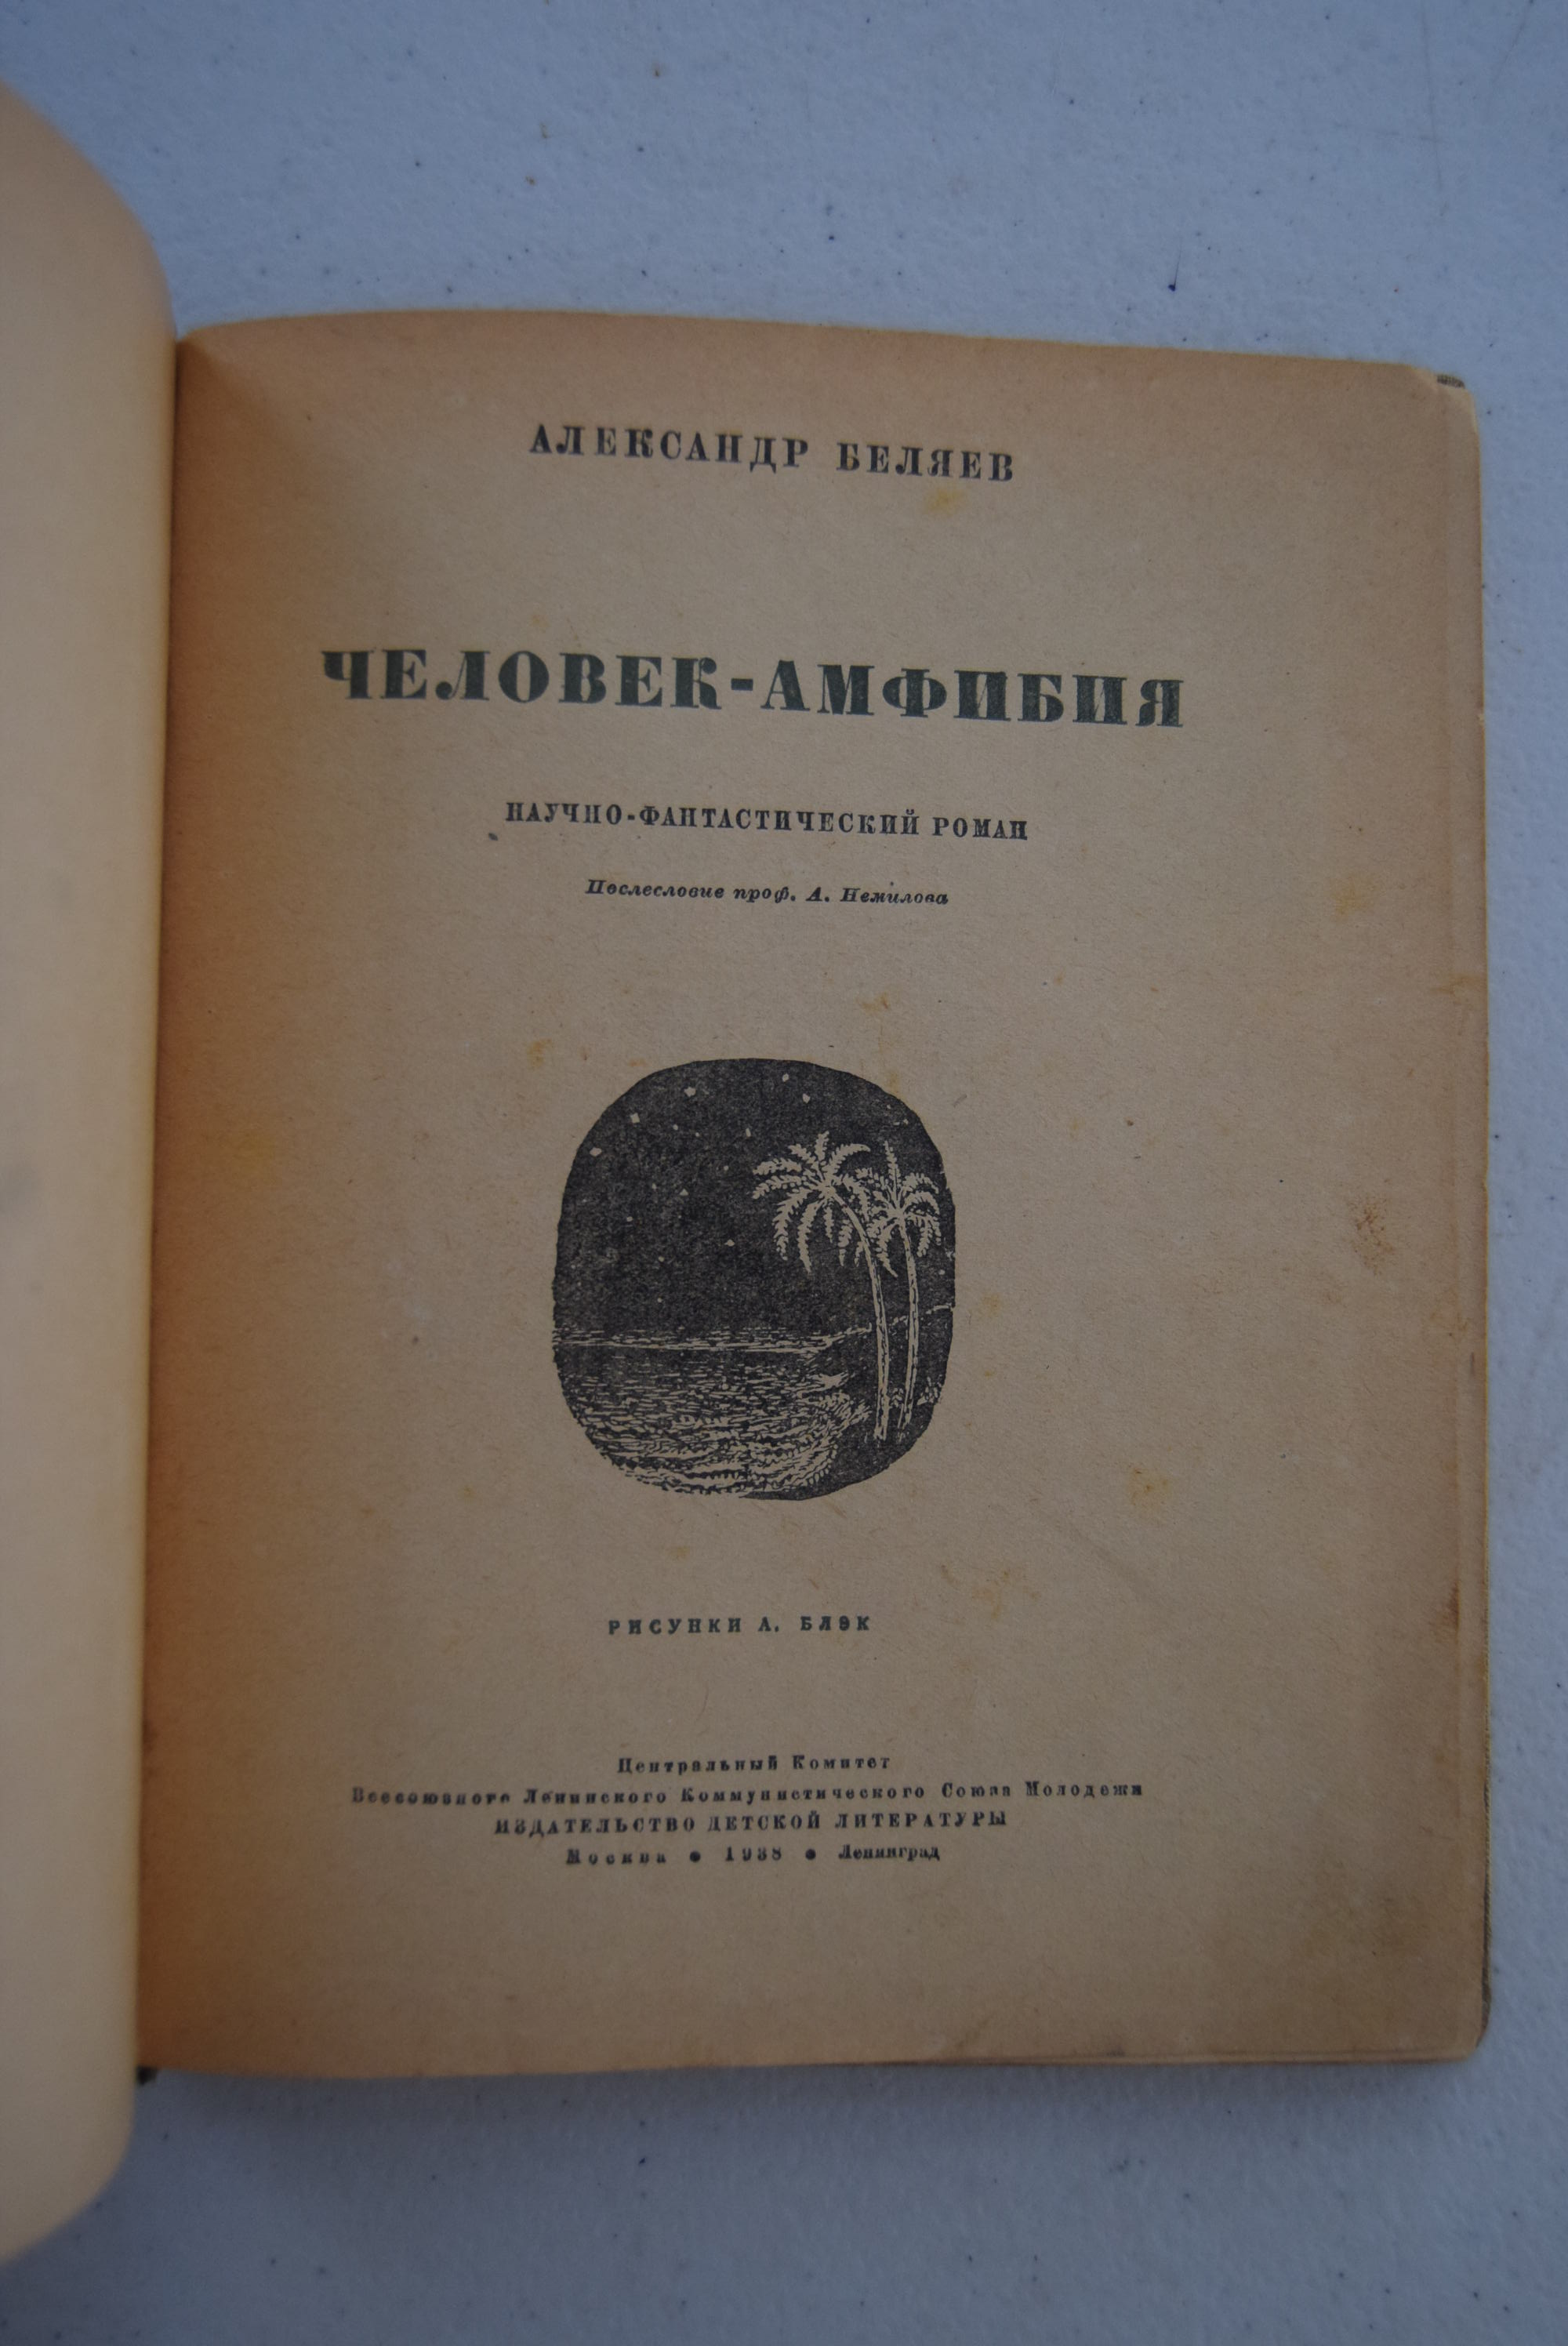 АЛЕКСАНДР БЕЛЯЕВ
ЧЕЛОВЕК-АМФИБИЯ
НАУЧНО-ФАНТАСТИЧЕСКИЙ РОМАН
Послесловие проф. А. Немилова
РИСУНКИ А. БЛЭК
Центральный Комитет
Всесоюзного Ленинского Коммунистического Союза Молодежи
ИЗДАТЕЛЬСТВО ДЕТСКОЙ ЛИТЕРАТУРЫ
Москва • 1938 • Ленинград